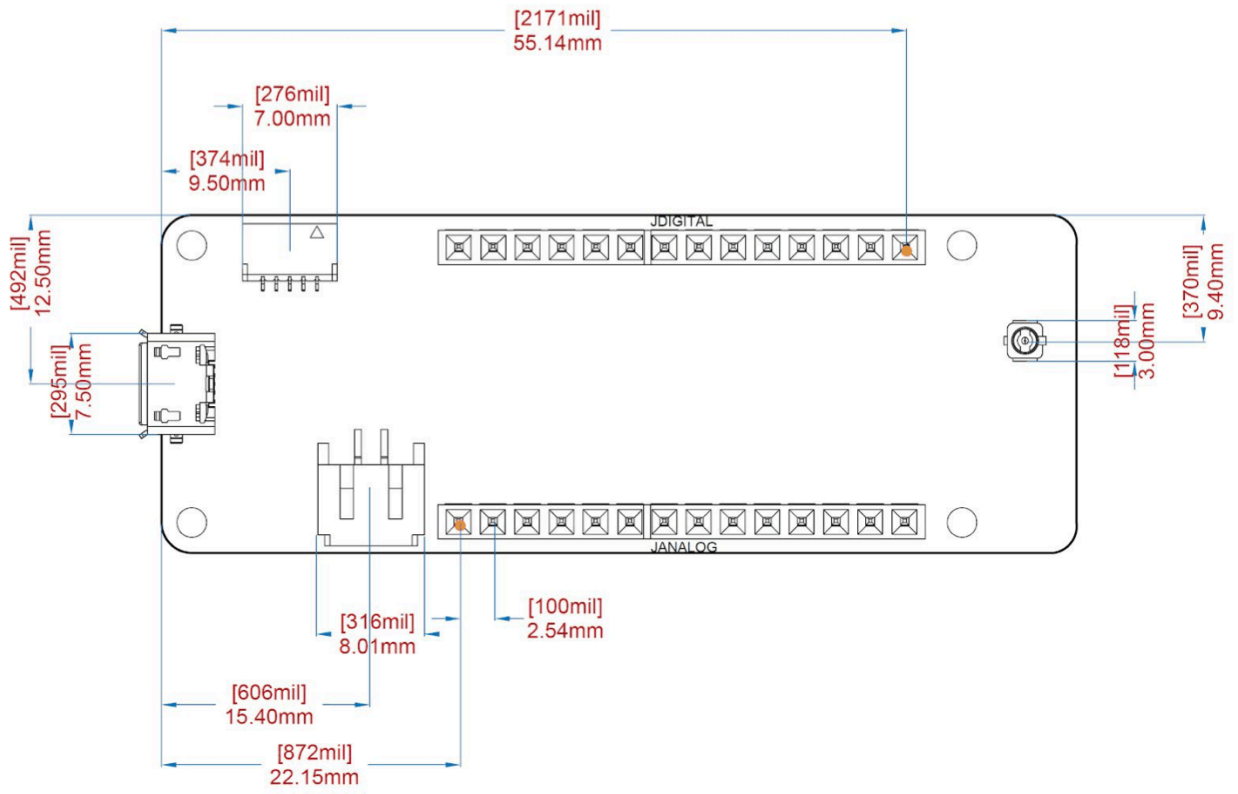 [2171mil]
55.14mm
[276mil]
7.00mm
[374mil]
9.50mm
JDIGITAL
[492mil]
12.50mm
[370mil]
9.40mm
[118mil]
3.00mm
[295mil]
7.50mm
JANALOG
[316mil]
8.01mm
[100mil]
2.54mm
[606mil]
15.40mm
[872mil]
22.15mm